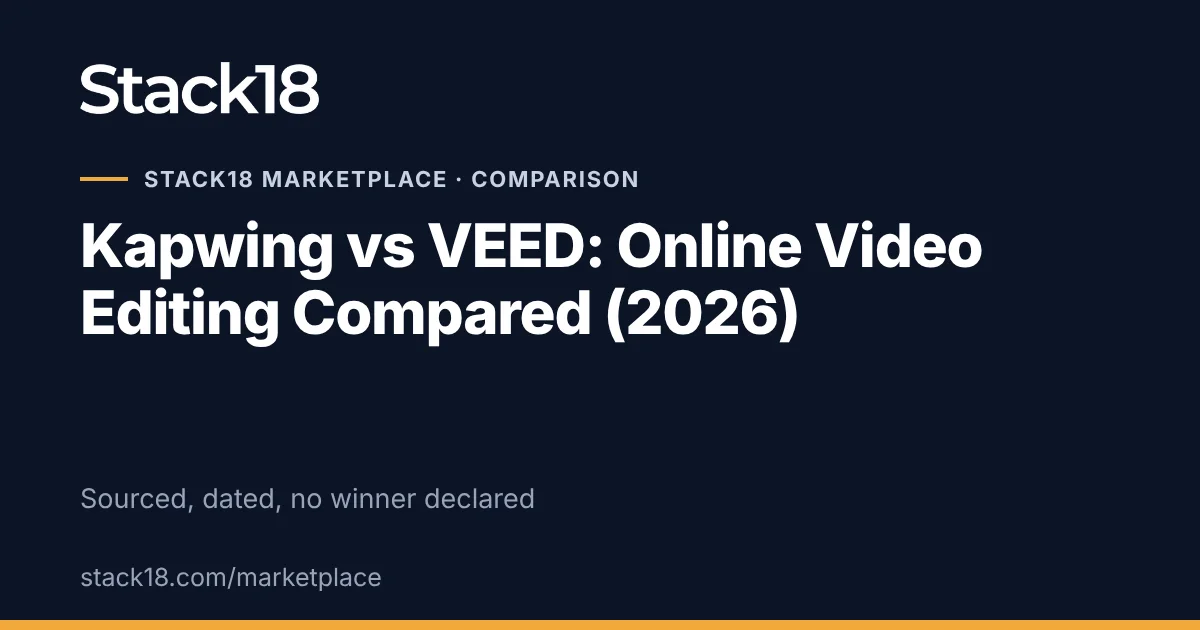 Stack18
STACK18 MARKETPLACE · COMPARISON
Kapwing vs VEED: Online Video
Editing Compared (2026)
Sourced, dated, no winner declared
stack18.com/marketplace